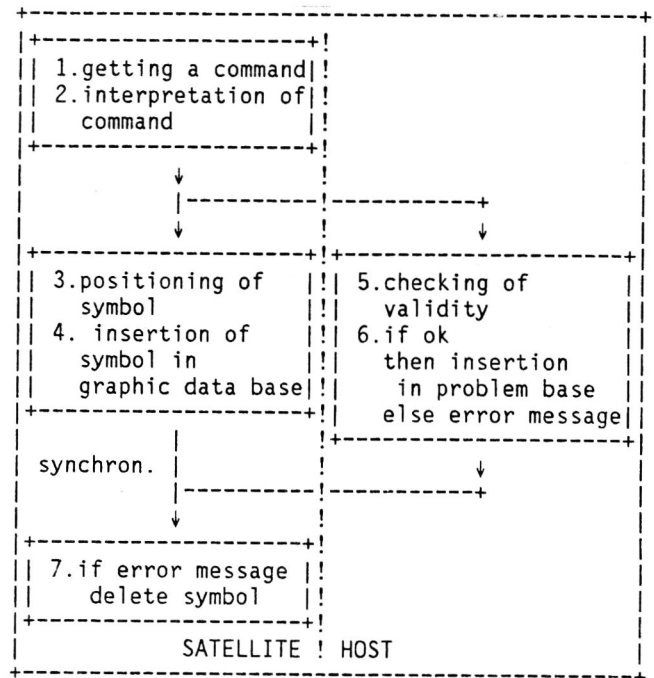 1.getting a command
2.interpretation of
command
3.positioning of
symbol
4. insertion of
symbol in
graphic data base
5.checking of
validity
6.if ok
then insertion
in problem base
else error message
synchron.
7.if error message
delete symbol
SATELLITE ! HOST